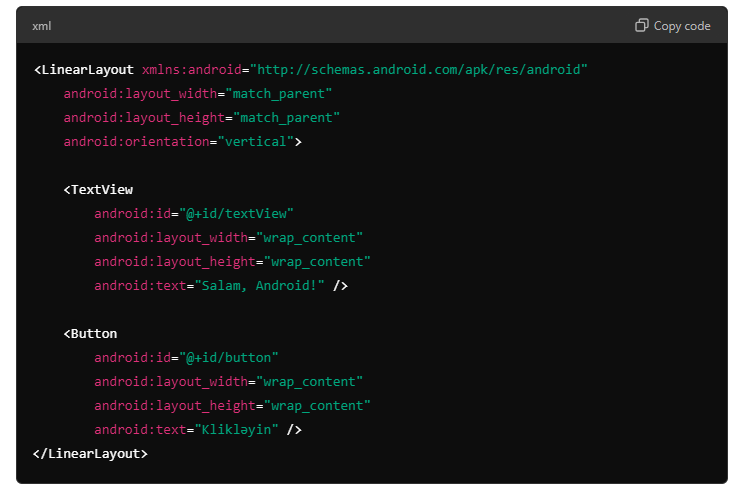 xml
Copy code
<LinearLayout xmlns:android="http://schemas.android.com/apk/res/android"
    android:layout_width="match_parent"
    android:layout_height="match_parent"
    android:orientation="vertical">

    <TextView
        android:id="@+id/textView"
        android:layout_width="wrap_content"
        android:layout_height="wrap_content"
        android:text="Salam, Android!" />

    <Button
        android:id="@+id/button"
        android:layout_width="wrap_content"
        android:layout_height="wrap_content"
        android:text="Klikləyin" />
</LinearLayout>